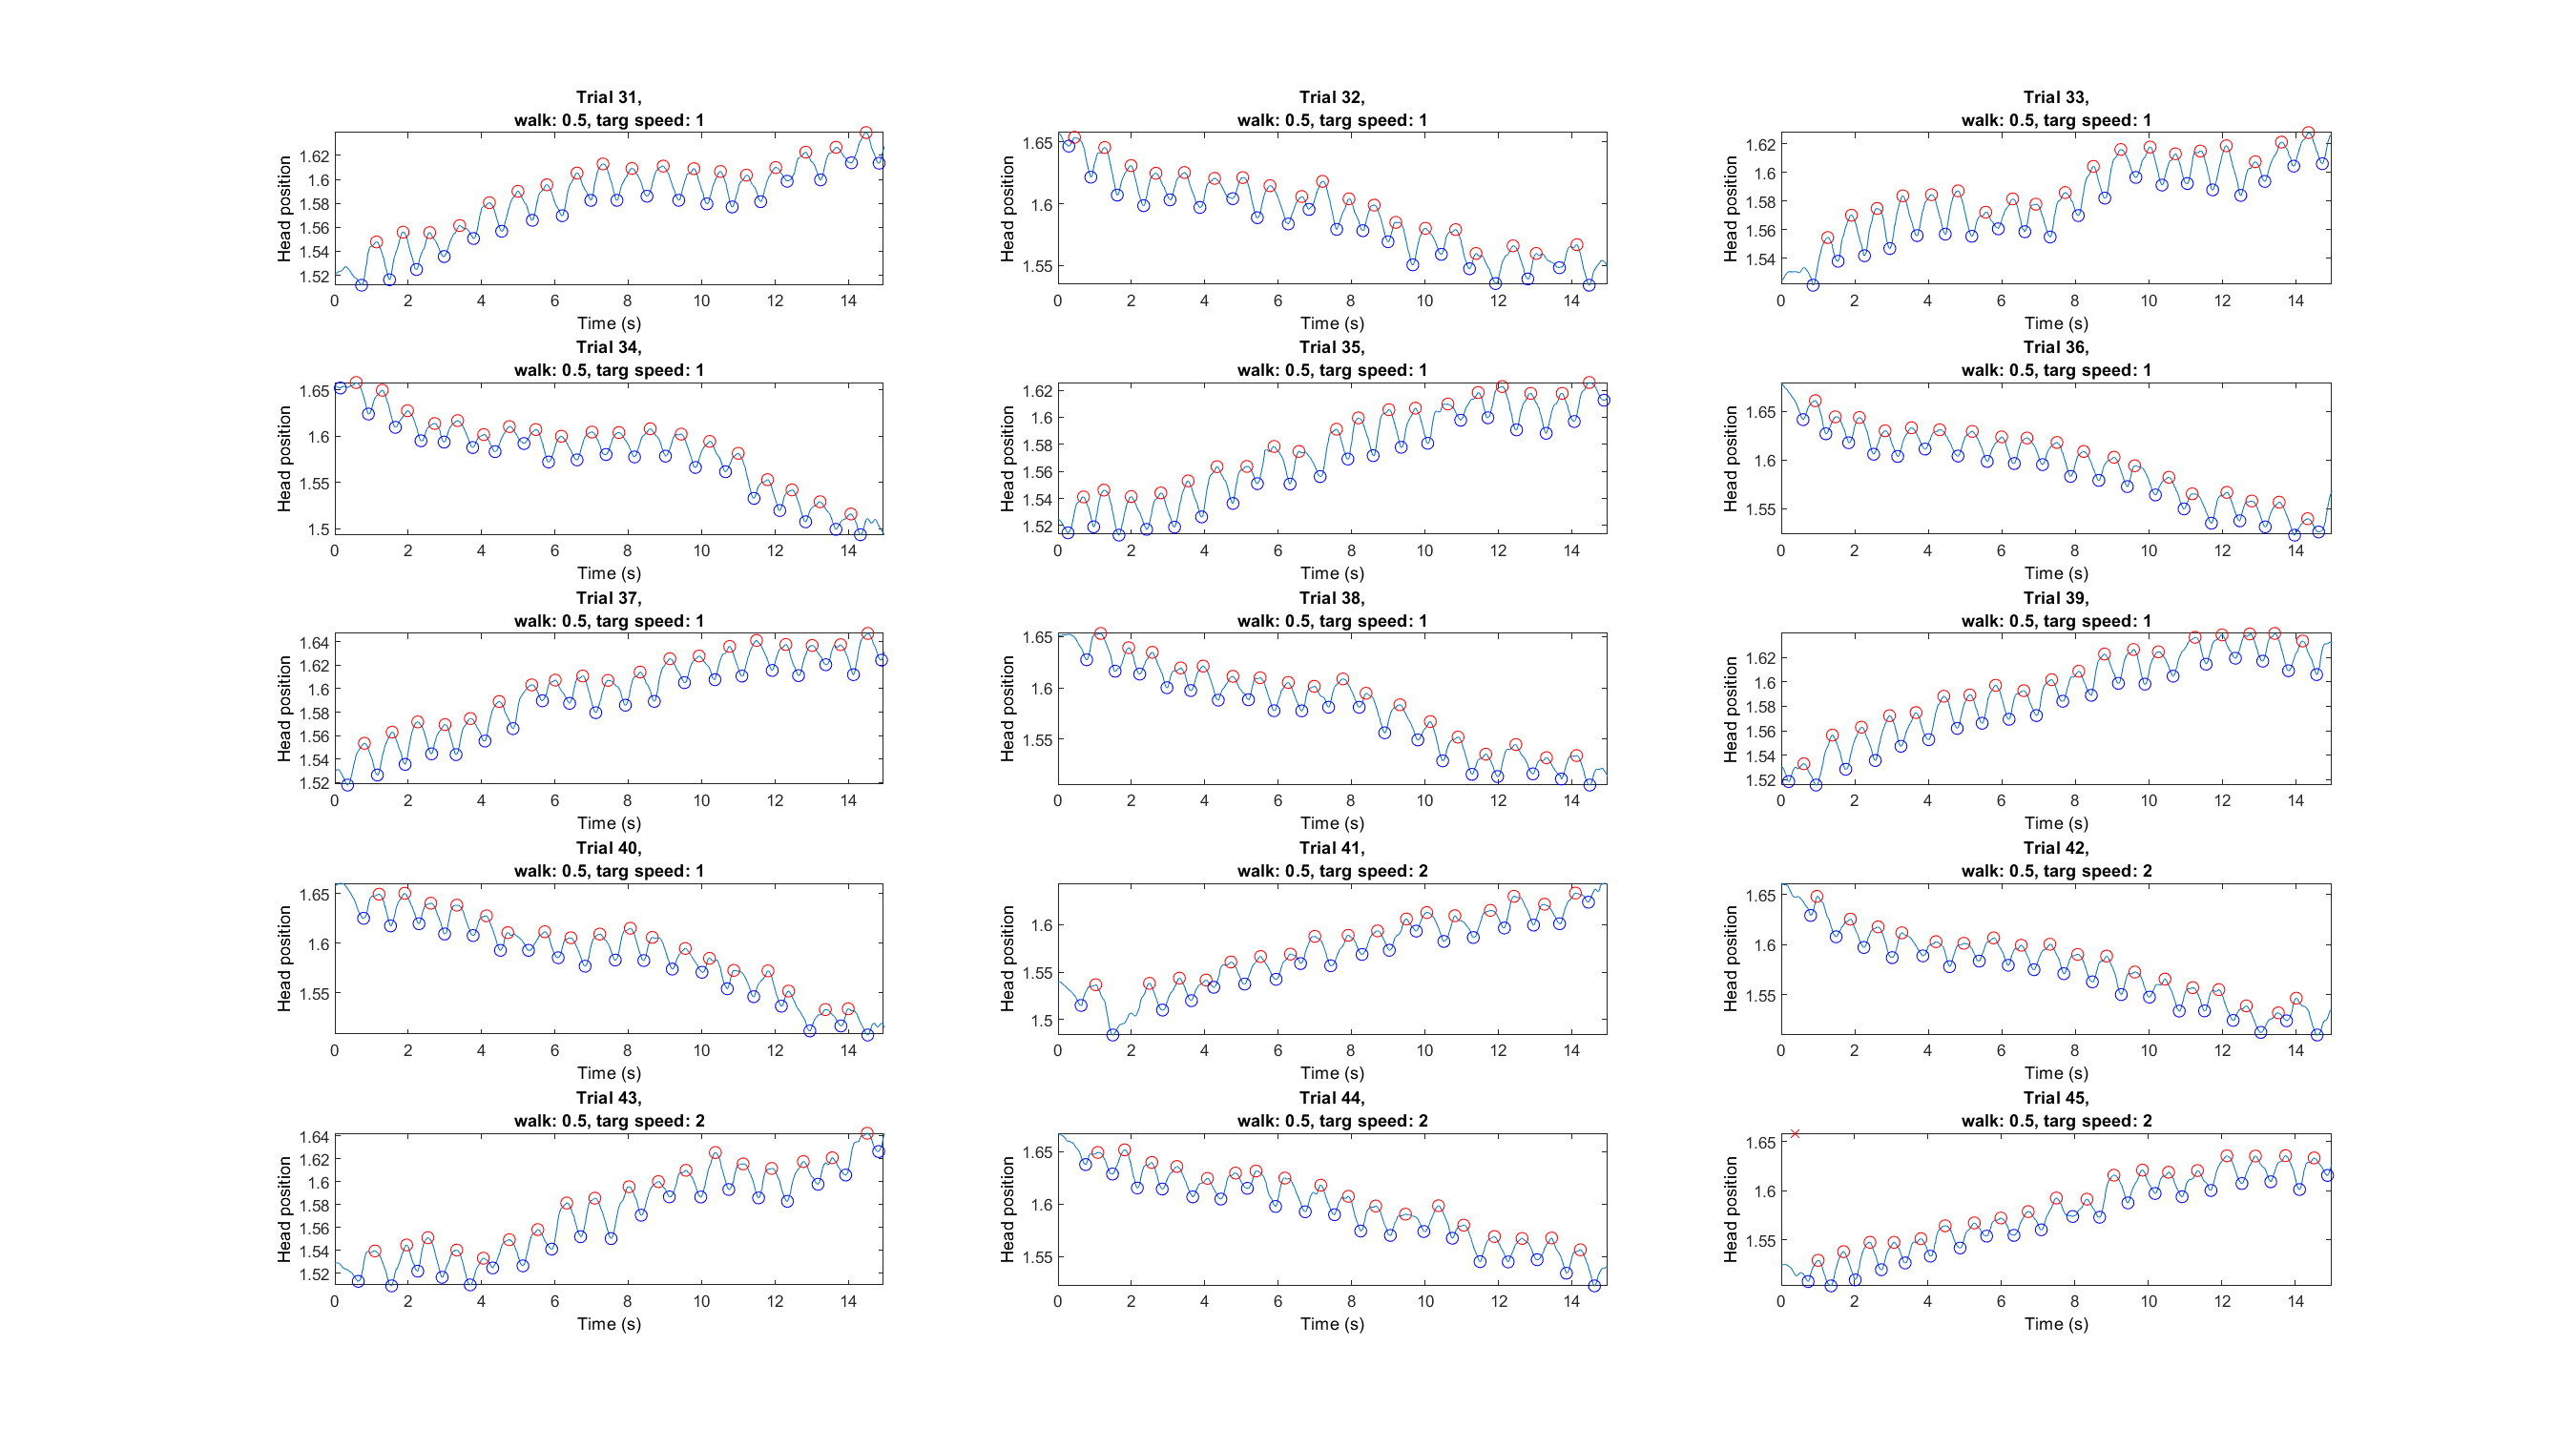 Trial 31,
walk: 0.5, targ speed: 1
Head position
1.62
1.6
1.58
1.56
1.54
1.52
0 2 4 6 8 10 12 14
Time (s)
Trial 32,
walk: 0.5, targ speed: 1
Head position
1.65
1.6
1.55
0 2 4 6 8 10 12 14
Time (s)
Trial 33,
walk: 0.5, targ speed: 1
Head position
1.62
1.6
1.58
1.56
1.54
0 2 4 6 8 10 12 14
Time (s)
Trial 34,
walk: 0.5, targ speed: 1
Head position
1.65
1.6
1.55
1.5
0 2 4 6 8 10 12 14
Time (s)
Trial 35,
walk: 0.5, targ speed: 1
Head position
1.62
1.6
1.58
1.56
1.54
1.52
0 2 4 6 8 10 12 14
Time (s)
Trial 36,
walk: 0.5, targ speed: 1
Head position
1.65
1.6
1.55
0 2 4 6 8 10 12 14
Time (s)
Trial 37,
walk: 0.5, targ speed: 1
Head position
1.64
1.62
1.6
1.58
1.56
1.54
1.52
0 2 4 6 8 10 12 14
Time (s)
Trial 38,
walk: 0.5, targ speed: 1
Head position
1.65
1.6
1.55
0 2 4 6 8 10 12 14
Time (s)
Trial 39,
walk: 0.5, targ speed: 1
Head position
1.62
1.6
1.58
1.56
1.54
1.52
0 2 4 6 8 10 12 14
Time (s)
Trial 40,
walk: 0.5, targ speed: 1
Head position
1.65
1.6
1.55
0 2 4 6 8 10 12 14
Time (s)
Trial 41,
walk: 0.5, targ speed: 2
Head position
1.6
1.55
1.5
0 2 4 6 8 10 12 14
Time (s)
Trial 42,
walk: 0.5, targ speed: 2
Head position
1.65
1.6
1.55
0 2 4 6 8 10 12 14
Time (s)
Trial 43,
walk: 0.5, targ speed: 2
Head position
1.64
1.62
1.6
1.58
1.56
1.54
1.52
0 2 4 6 8 10 12 14
Time (s)
Trial 44,
walk: 0.5, targ speed: 2
Head position
1.65
1.6
1.55
0 2 4 6 8 10 12 14
Time (s)
Trial 45,
walk: 0.5, targ speed: 2
Head position
1.65
1.6
1.55
0 2 4 6 8 10 12 14
Time (s)